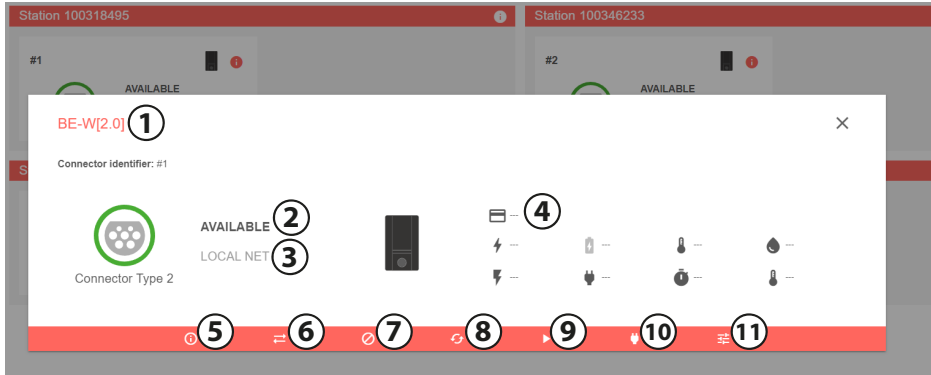 Station 100318495
Station 100346233
#1
#2
AVAILABLE
AVAILABLE
BE-W[2.0] 1
Connector identifier: #1
S
AVAILABLE 2
LOCAL NET 3
Connector Type 2
-- 4
-- -- -- --
-- -- -- --
5 6 7 8 9 10 11